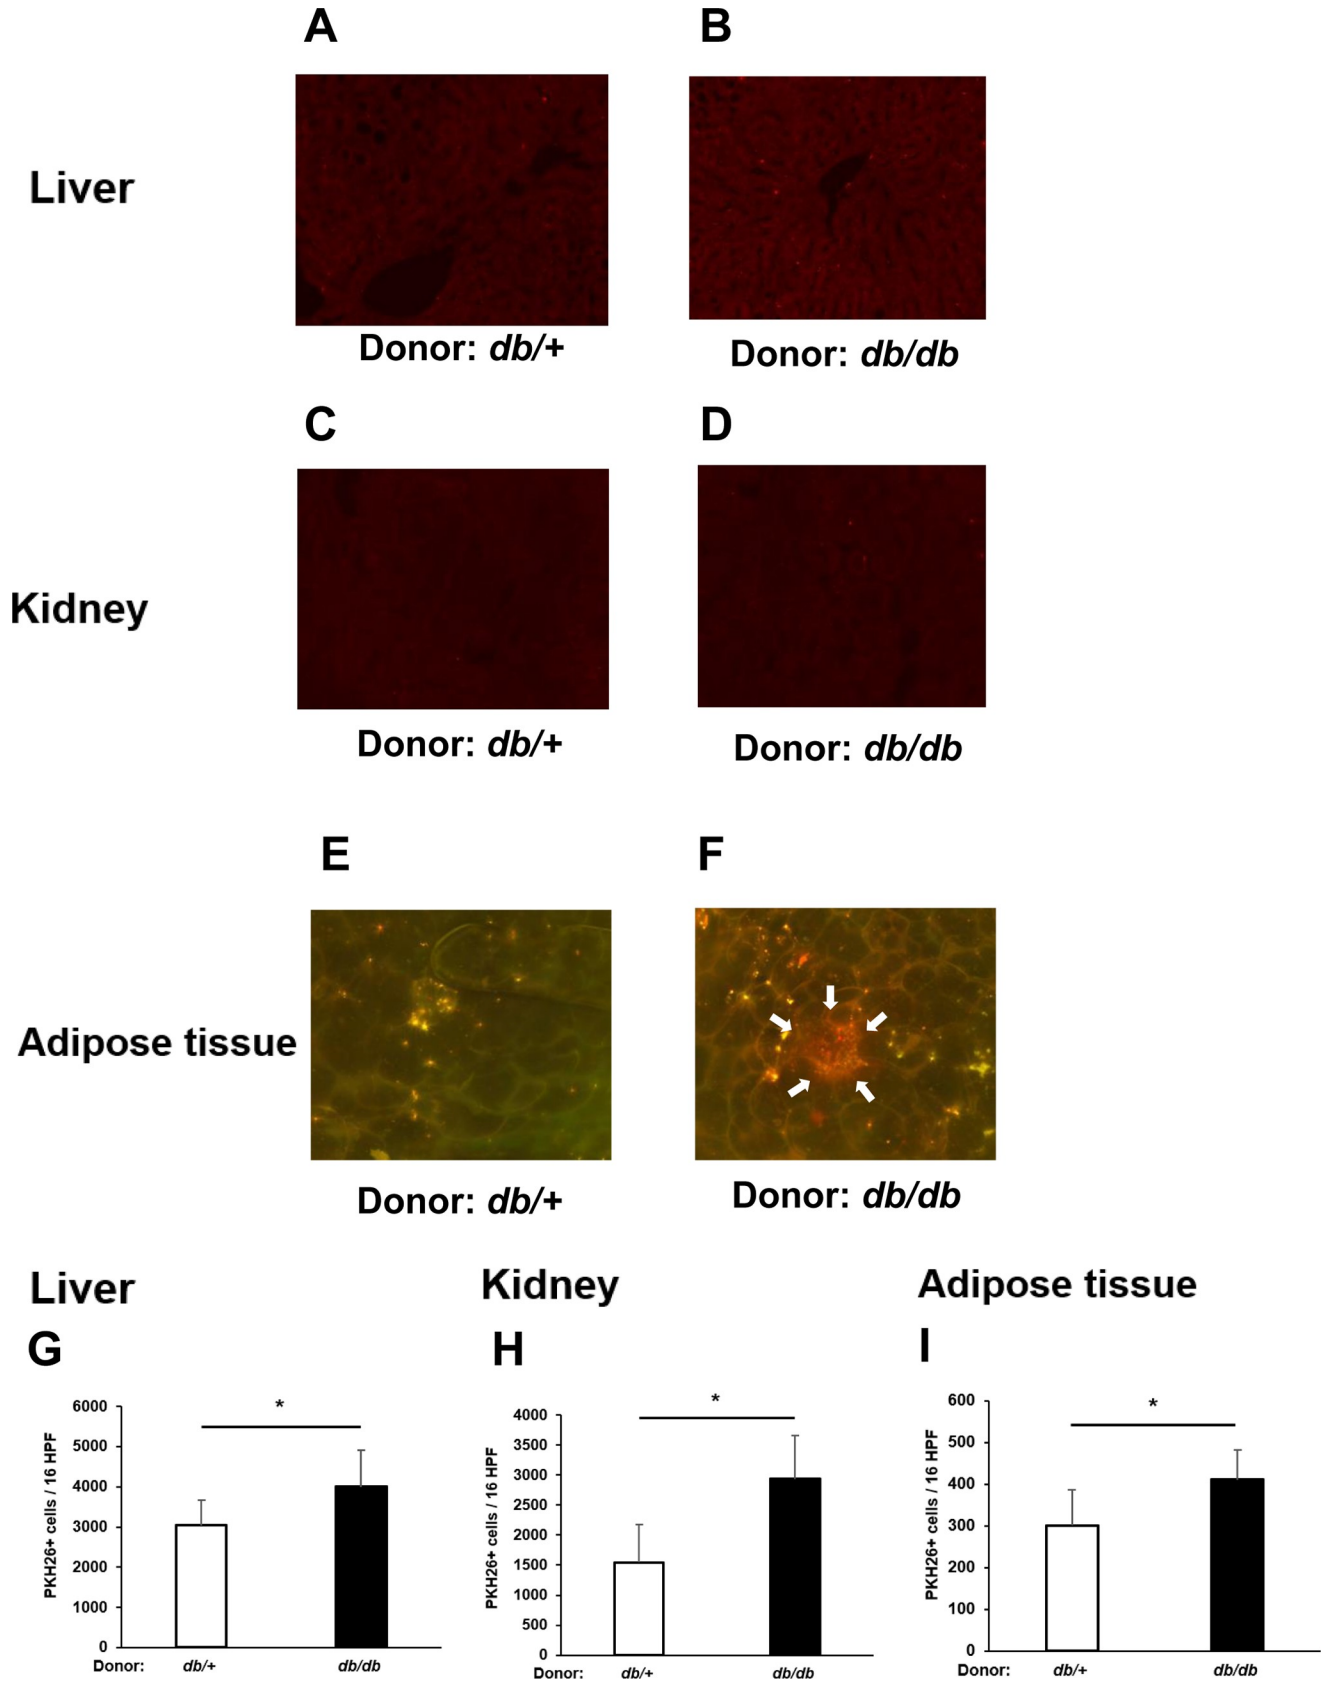 A
B
Liver
Donor: db/+
Donor: db/db
C
D
Kidney
Donor: db/+
Donor: db/db
E
F
Adipose tissue
Donor: db/+
Donor: db/db
Liver
Kidney
Adipose tissue
G
H
I
PKH26+ cells / 16 HPF
6000
5000
4000
3000
2000
1000
0
*
Donor: db/+ db/db
PKH26+ cells / 16 HPF
4000
3500
3000
2500
2000
1500
1000
500
0
*
Donor: db/+ db/db
PKH26+ cells / 16 HPF
600
500
400
300
200
100
0
*
Donor: db/+ db/db